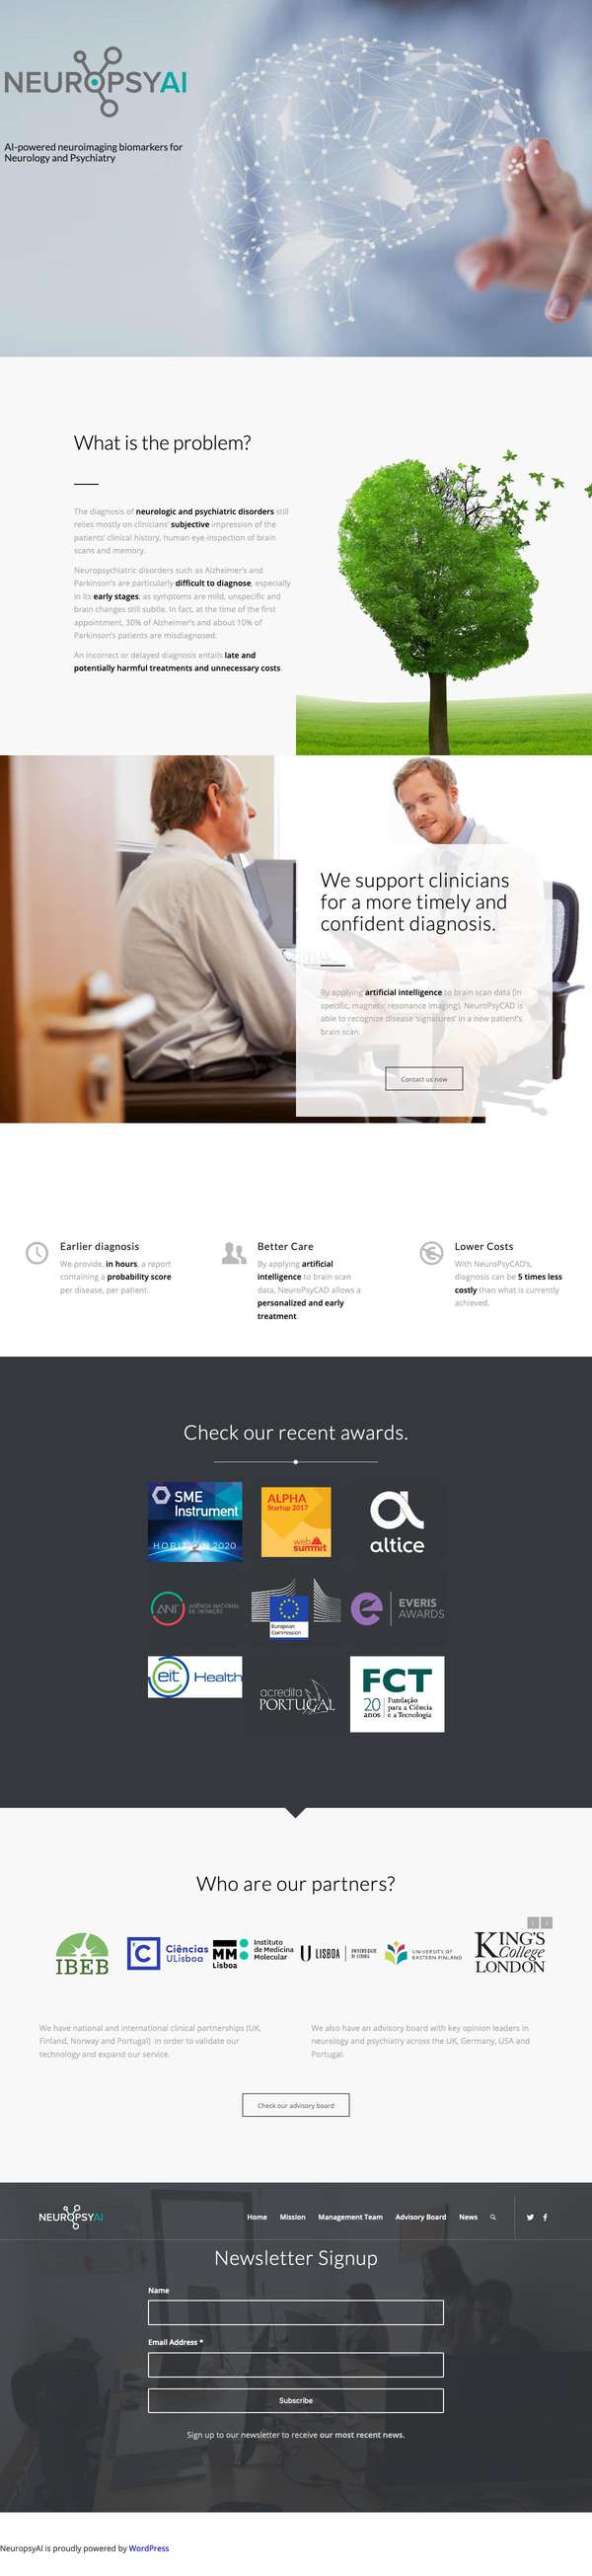 NEUROPSYAI
AI-powered neuroimaging biomarkers for
Neurology and Psychiatry
What is the problem?
The diagnosis of neurologic and psychiatric disorders still
relies mostly on clinicians' subjective impression of the
patients' clinical history, human eye-inspection of brain
scans and memory.
Neuropsychiatric disorders such as Alzheimer's and
Parkinson's are particularly difficult to diagnose, especially
in its early stages, as symptoms are mild, unspecific and
brain changes still subtle. In fact, at the time of the first
appointment, 30% of Alzheimer's and about 10% of
Parkinson's patients are misdiagnosed.
An incorrect or delayed diagnosis entails late and
potentially harmful treatments and unnecessary costs.
We support clinicians
for a more timely and
confident diagnosis.
By applying artificial intelligence to brain scan data (in
specific, magnetic resonance imaging), NeuroPsyCAD is
able to recognize disease 'signatures' in a new patient's
brain scan.
Contact us now
Earlier diagnosis
We provide, in hours, a report
containing a probability score
per disease, per patient.
Better Care
By applying artificial
intelligence to brain scan
data, NeuroPsyCAD allows a
personalized and early
treatment.
Lower Costs
With NeuroPsyCAD's,
diagnosis can be 5 times less
costly than what is currently
achieved.
Check our recent awards.
SME
Instrument
HORIZON 2020
ALPHA
Startup 2017
web
summit
altice
ANI
AGÊNCIA NACIONAL
DE INOVAÇÃO
European
Commission
e
EVERIS
AWARDS
eit Health
acredita
PORTUGAL
FCT
20
anos
Fundação
para a Ciência
e a Tecnologia
Who are our partners?
IBEB
C Ciências
ULisboa
MM
Lisboa
Instituto
de Medicina
Molecular
U LISBOA
UNIVERSIDADE
DE LISBOA
UNIVERSITY OF
EASTERN FINLAND
KING'S
College
LONDON
We have national and international clinical partnerships (UK,
Finland, Norway and Portugal) in order to validate our
technology and expand our service.
We also have an advisory board with key opinion leaders in
neurology and psychiatry across the UK, Germany, USA and
Portugal.
Check our advisory board
NEUROPSYAI
Home Mission Management Team Advisory Board News
Newsletter Signup
Name
Email Address *
Subscribe
Sign up to our newsletter to receive our most recent news.
NeuropsyAI is proudly powered by WordPress